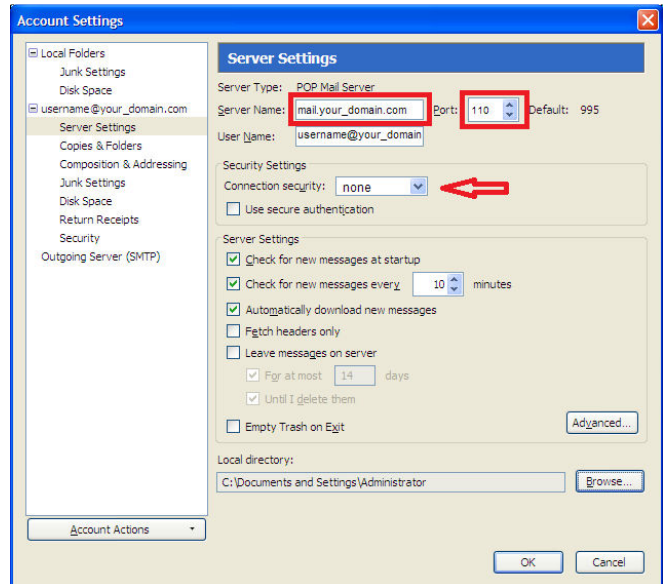 Account Settings
Local Folders
Junk Settings
Disk Space
username@your_domain.com
Server Settings
Copies & Folders
Composition & Addressing
Junk Settings
Disk Space
Return Receipts
Security
Outgoing Server (SMTP)
Account Actions
Server Settings
Server Type: POP Mail Server
Server Name: mail.your_domain.com Port: 110 Default: 995
User Name: username@your_domain
Security Settings
Connection security: none
Use secure authentication
Server Settings
Check for new messages at startup
Check for new messages every 10 minutes
Automatically download new messages
Fetch headers only
Leave messages on server
For at most 14 days
Until I delete them
Empty Trash on Exit
Advanced...
Local directory:
C:\Documents and Settings\Administrator Browse...
OK Cancel